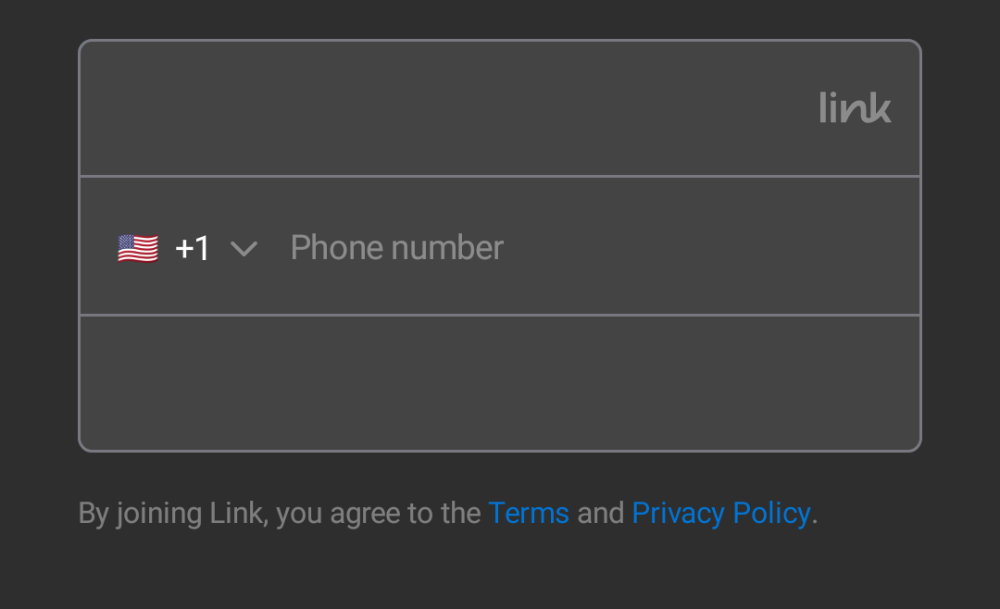 link
🇺🇸 +1 Phone number
By joining Link, you agree to the Terms and Privacy Policy.